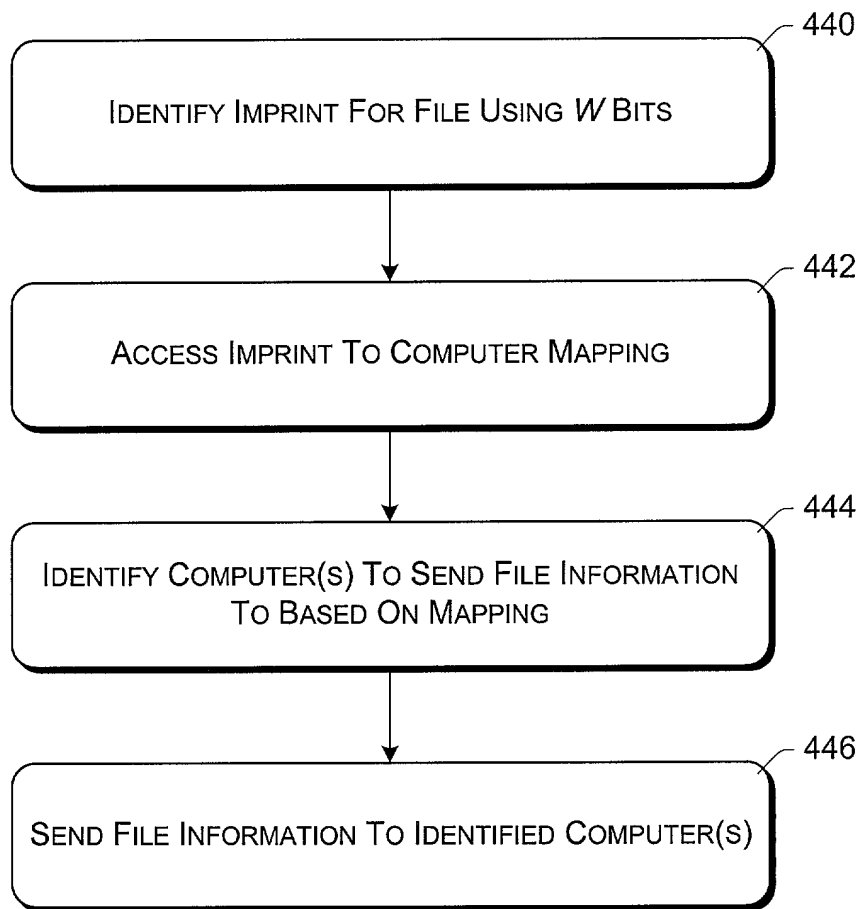 440
IDENTIFY IMPRINT FOR FILE USING W BITS
442
ACCESS IMPRINT TO COMPUTER MAPPING
444
IDENTIFY COMPUTER(S) TO SEND FILE INFORMATION
TO BASED ON MAPPING
446
SEND FILE INFORMATION TO IDENTIFIED COMPUTER(S)